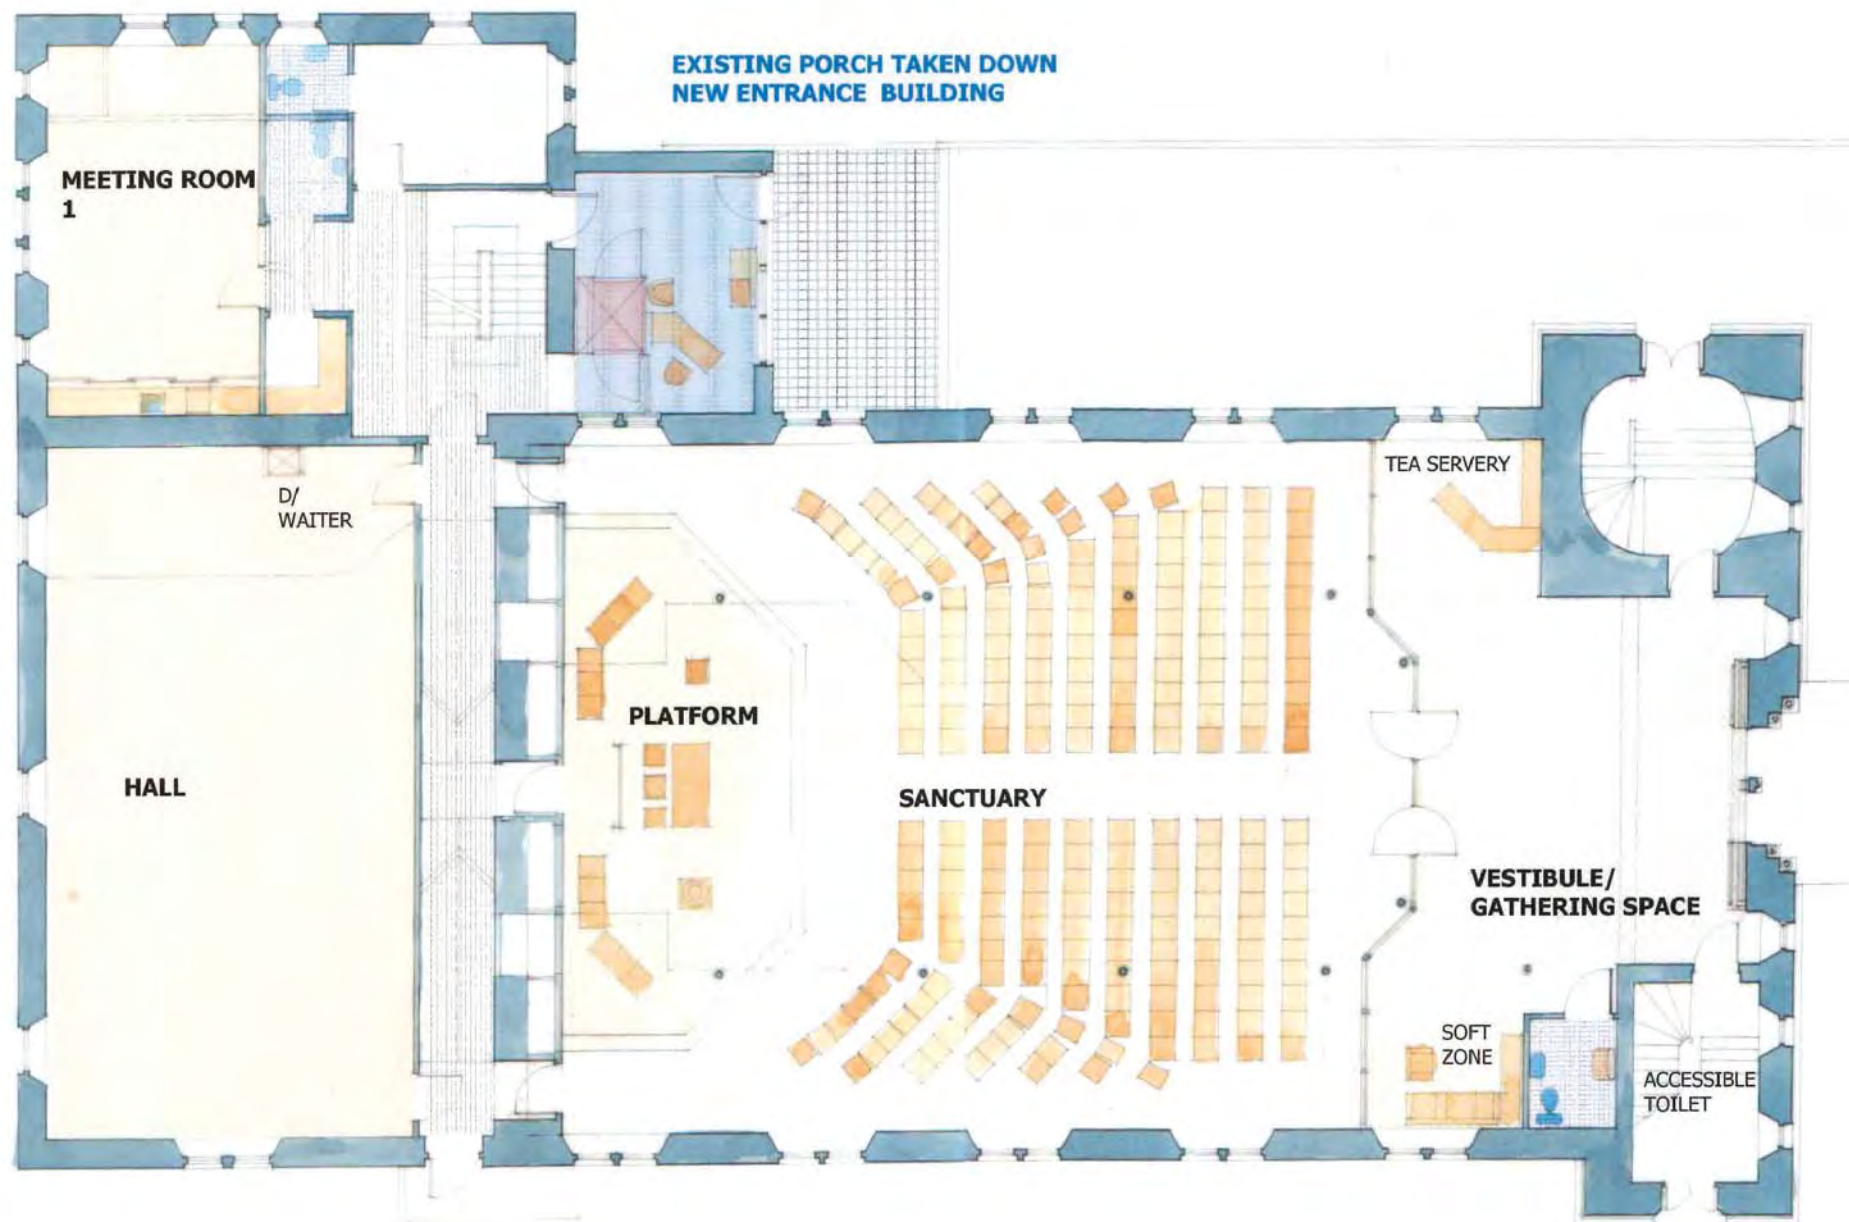 EXISTING PORCH TAKEN DOWN
NEW ENTRANCE BUILDING
MEETING ROOM
1
TEA SERVERY
D/
WAITER
PLATFORM
HALL
SANCTUARY
VESTIBULE/
GATHERING SPACE
SOFT
ZONE
ACCESSIBLE
TOILET